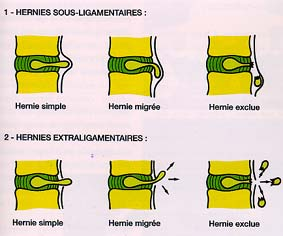 1 - HERNIES SOUS-LIGAMENTAIRES :
Hernie simple Hernie migrée Hernie exclue
2 - HERNIES EXTRALIGAMENTAIRES :
Hernie simple Hernie migrée Hernie exclue